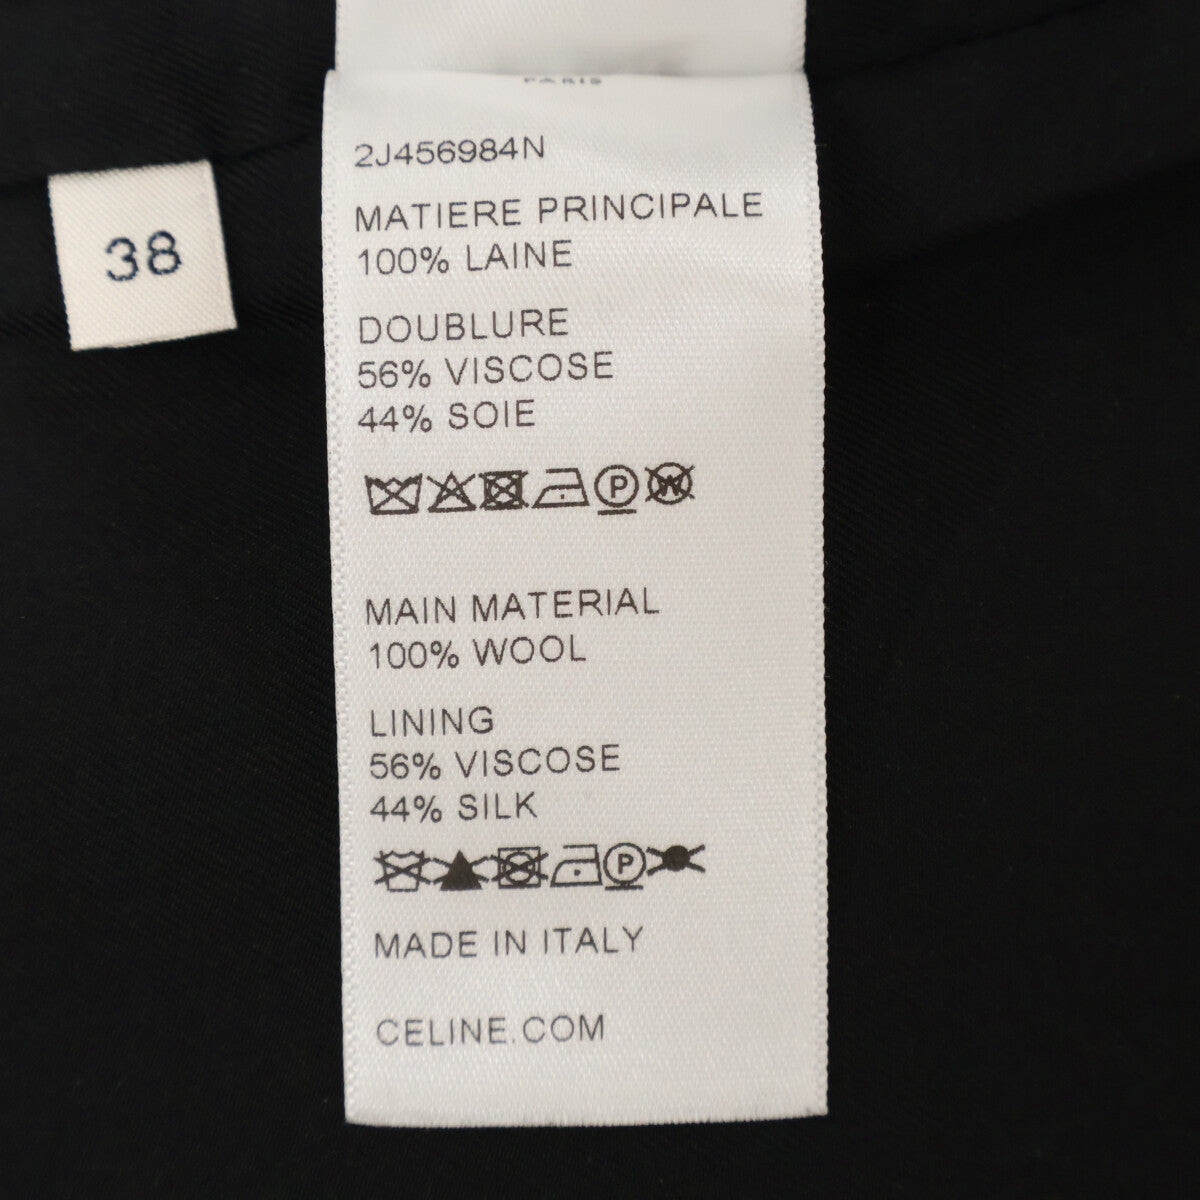 PARIS
2J456984N
38
MATIERE PRINCIPALE
100% LAINE
DOUBLURE
56% VISCOSE
44% SOIE
P W
MAIN MATERIAL
100% WOOL
LINING
56% VISCOSE
44% SILK
P
MADE IN ITALY
CELINE.COM